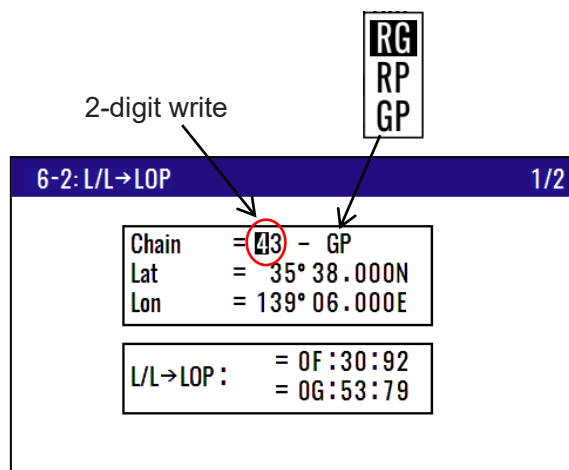 RG
RP
GP
2-digit write
6-2: L/L→LOP 1/2
Chain = 43 - GP
Lat = 35° 38.000N
Lon = 139° 06.000E
L/L→LOP : = 0F:30:92
= 0G:53:79